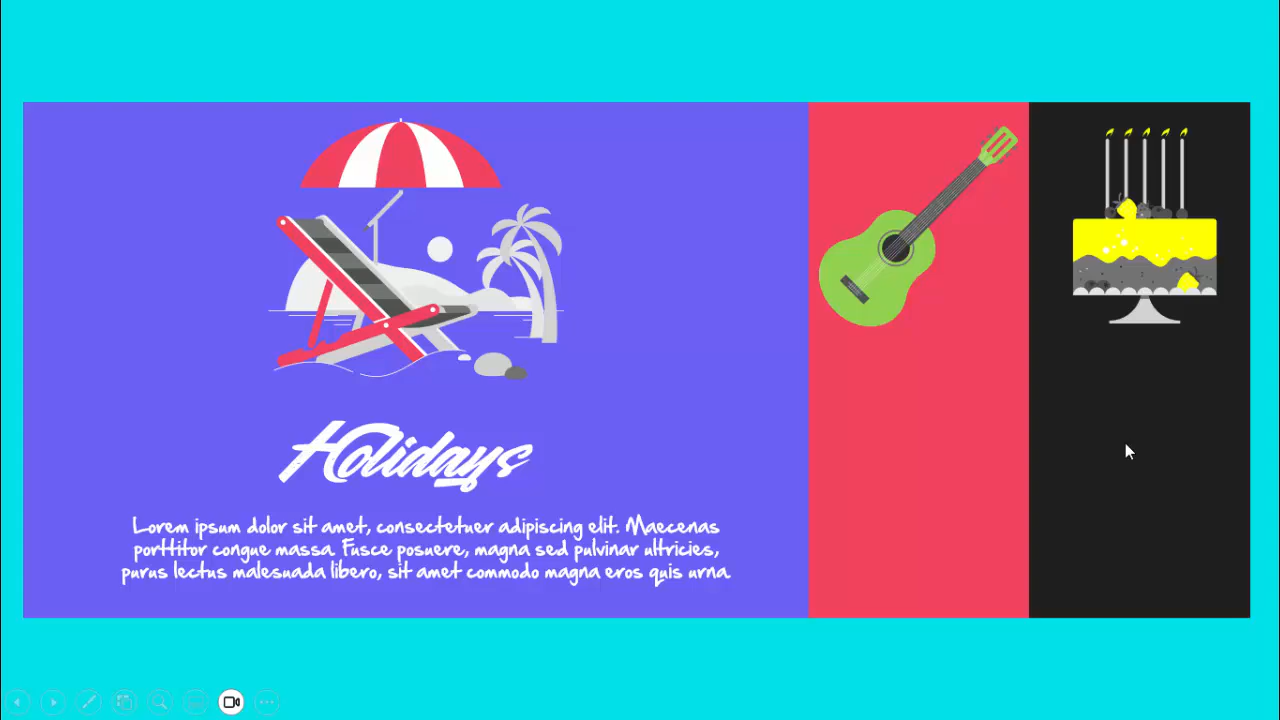 Holidays
Lorem ipsum dolor sit amet, consectetuer adipiscing elit. Maecenas
porttitor congue massa. Fusce posuere, magna sed pulvinar ultricies,
purus lectus malesuada libero, sit amet commodo magna eros quis urna.